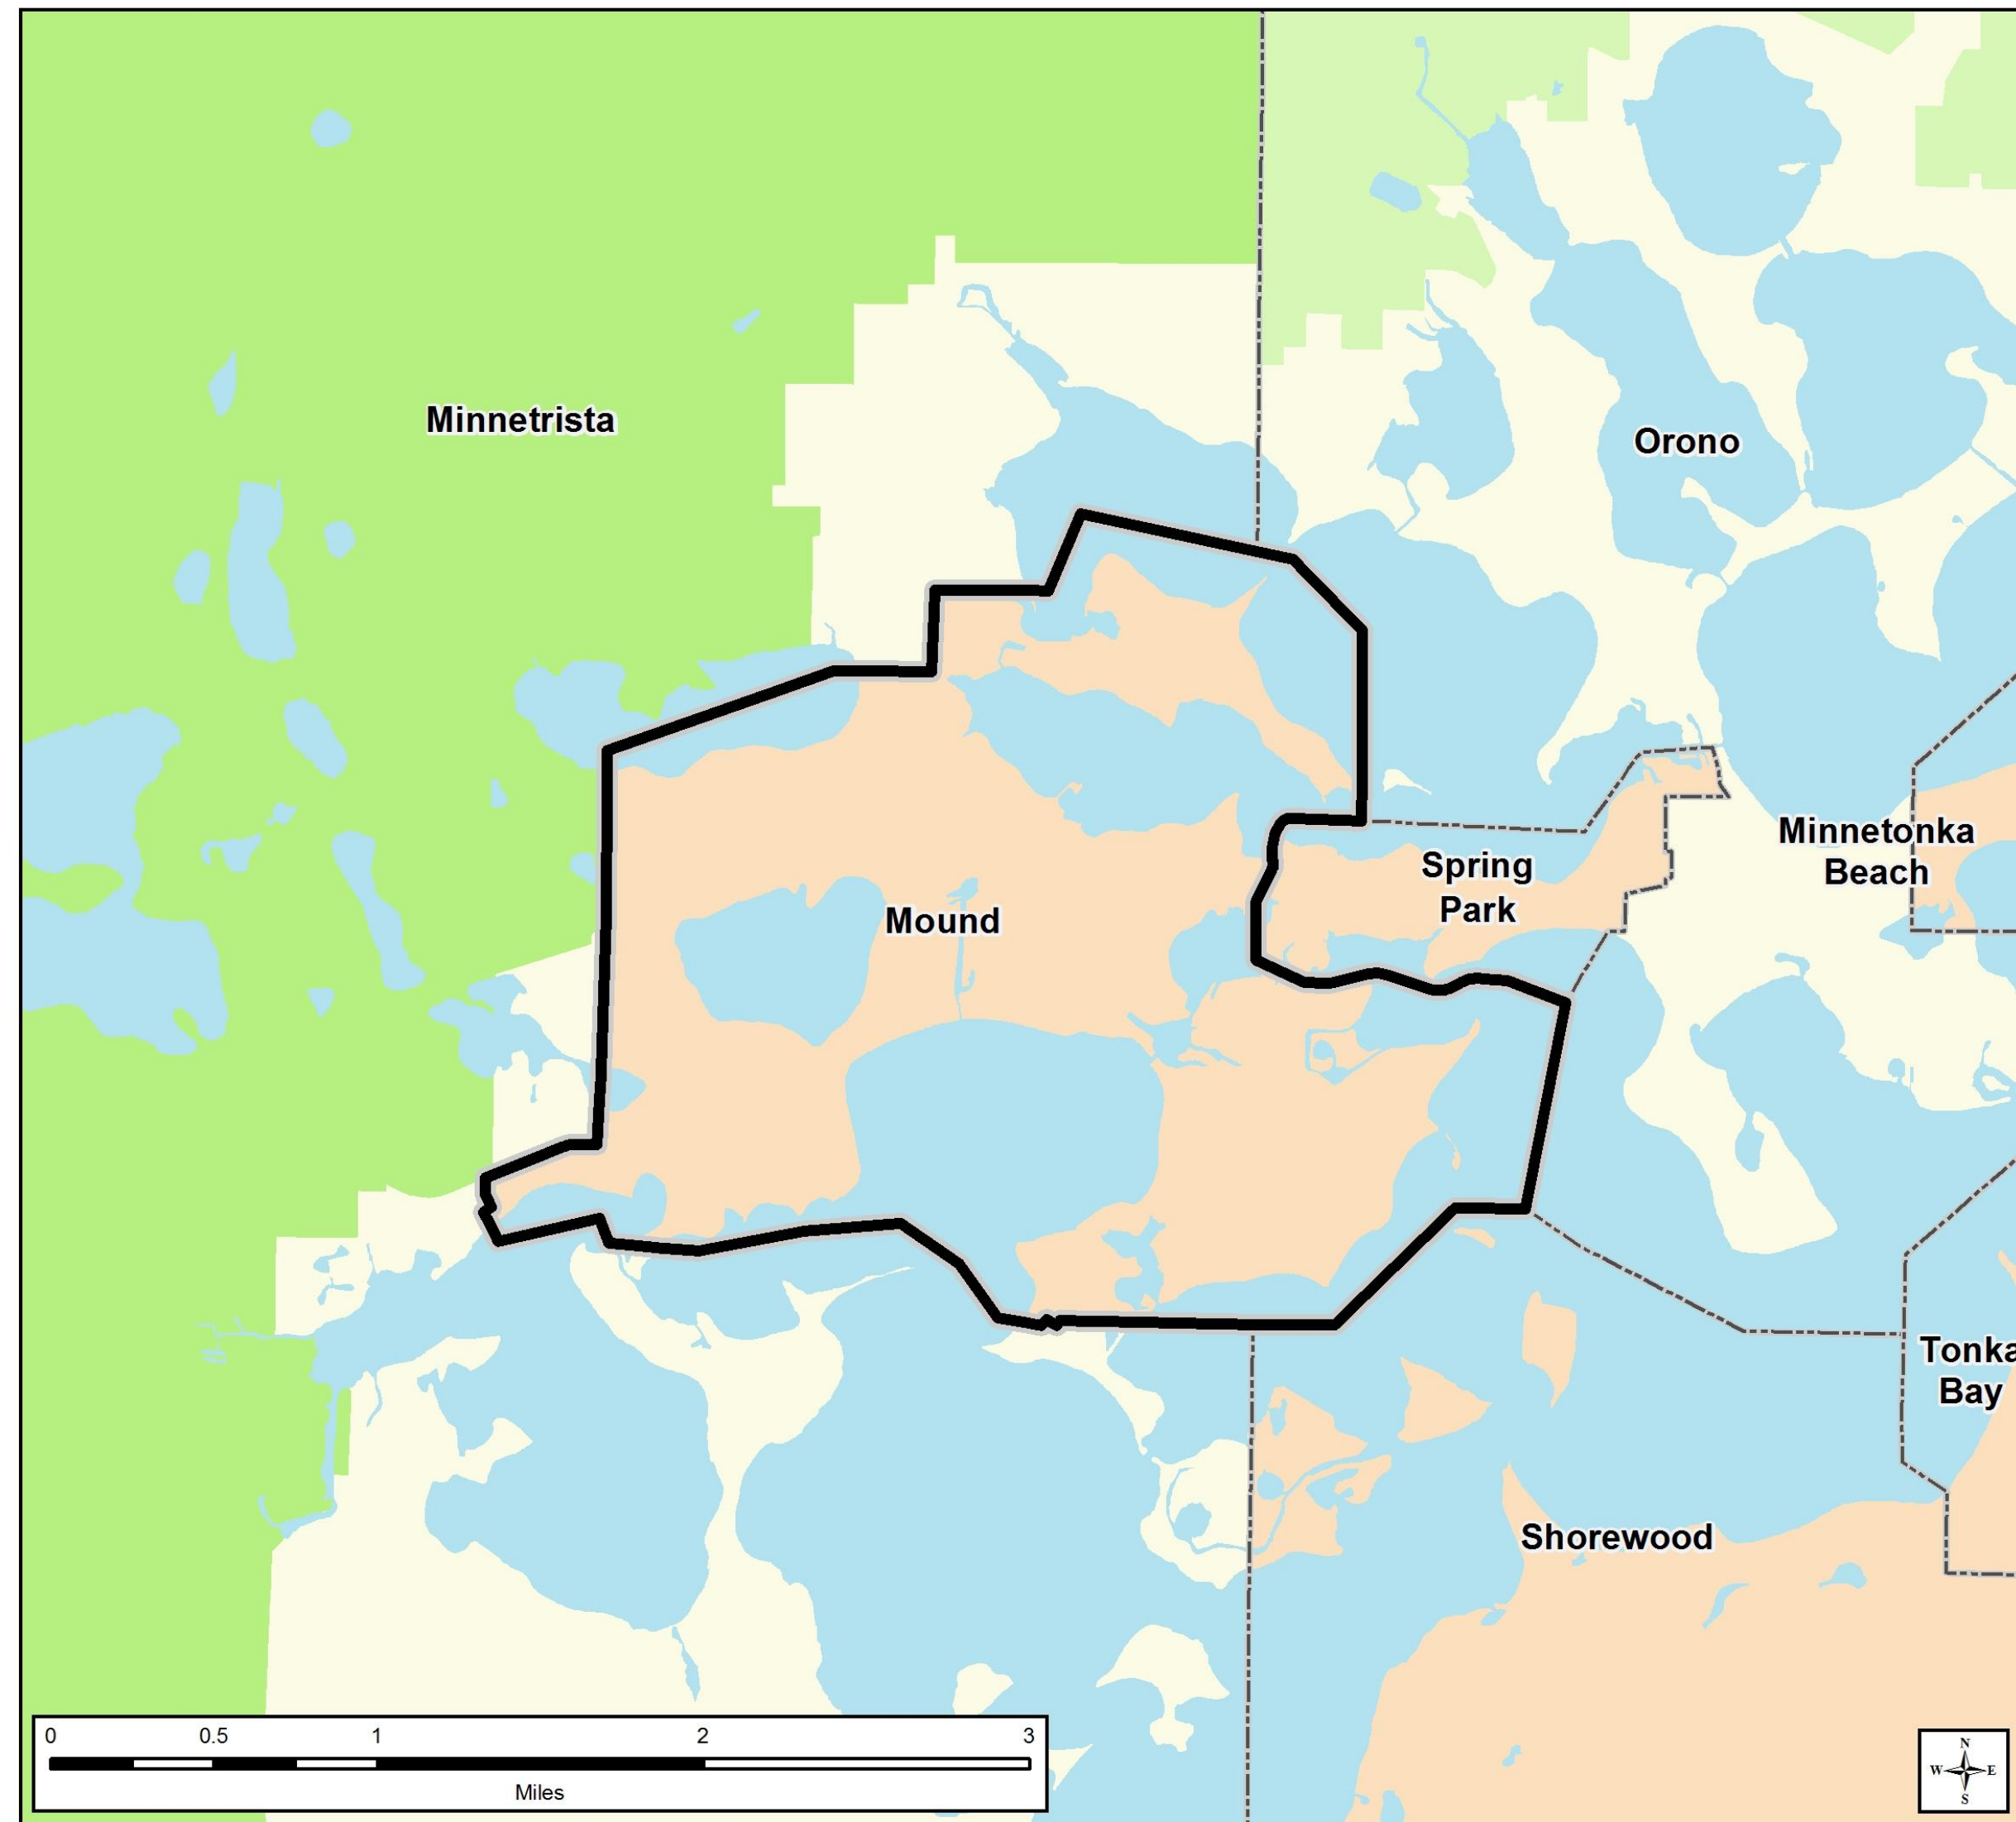 Minnetrista
Orono
Minnetonka
Beach
Spring
Park
Mound
Tonka
Bay
Shorewood
0 0.5 1 2 3
Miles
N
W E
S